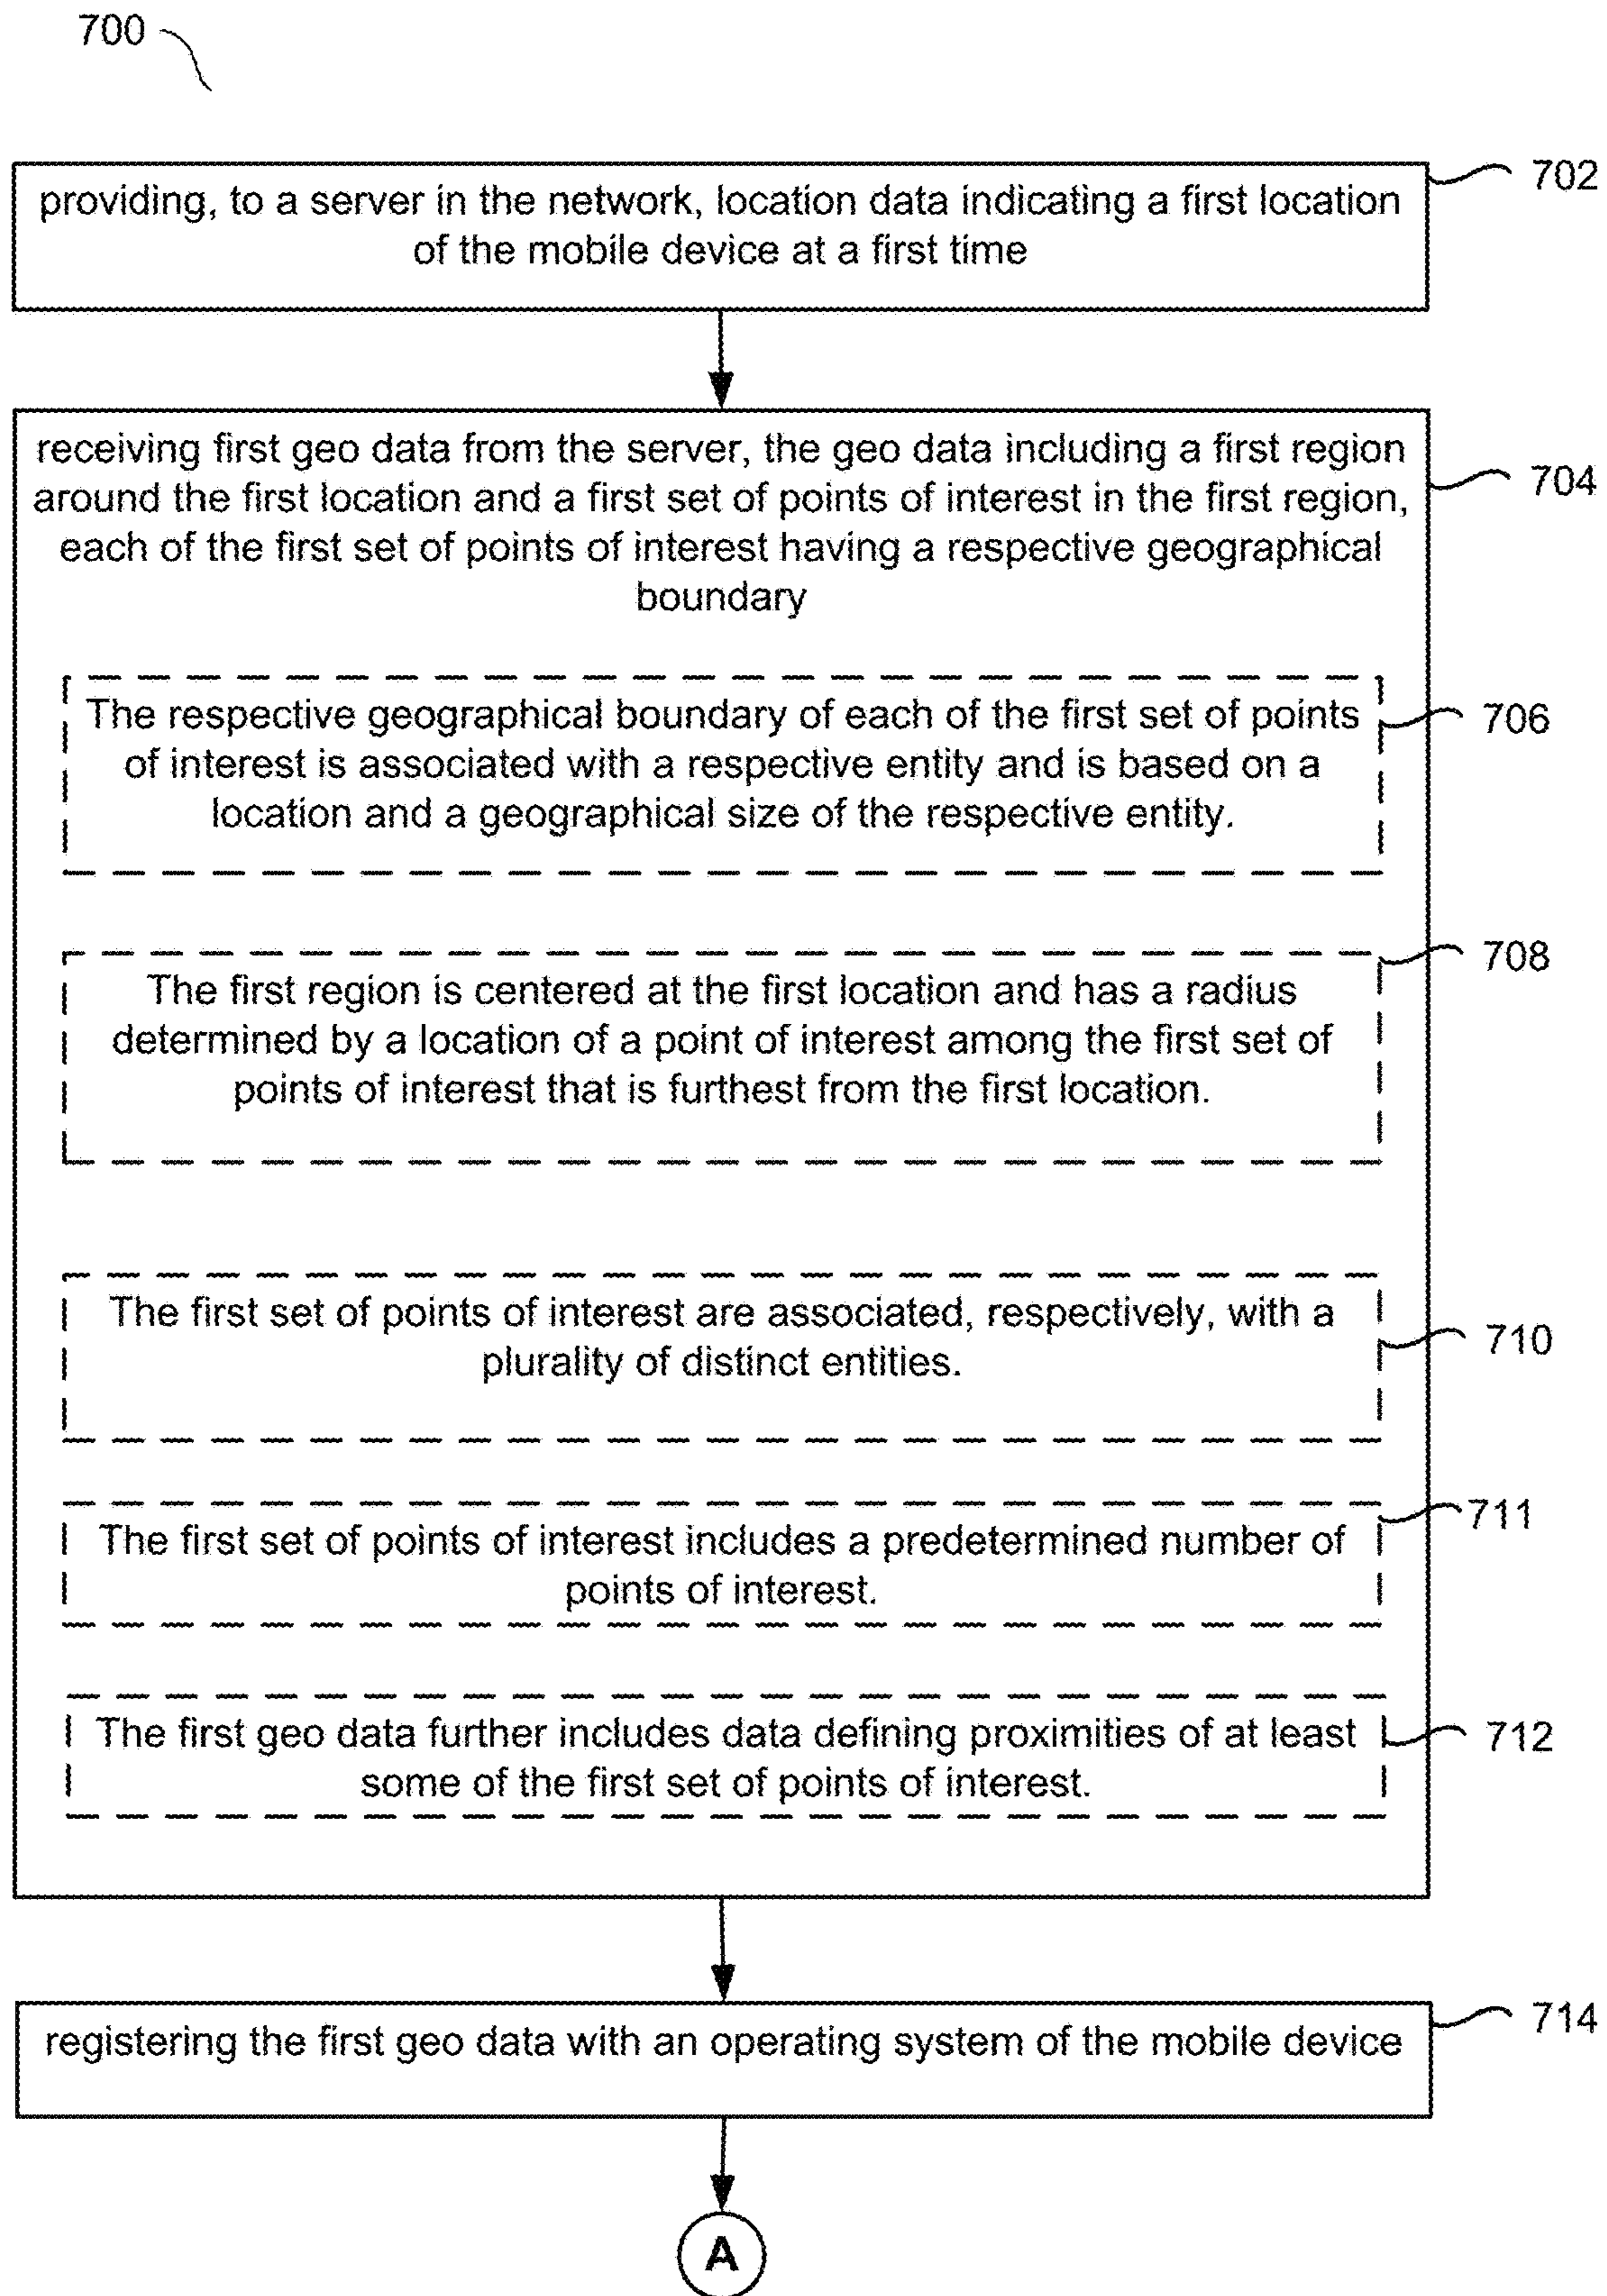 700
702
providing, to a server in the network, location data indicating a first location
of the mobile device at a first time
receiving first geo data from the server, the geo data including a first region
704
around the first location and a first set of points of interest in the first region,
each of the first set of points of interest having a respective geographical
boundary
The respective geographical boundary of each of the first set of points
706
of interest is associated with a respective entity and is based on a
location and a geographical size of the respective entity.
708
The first region is centered at the first location and has a radius
determined by a location of a point of interest among the first set of
points of interest that is furthest from the first location.
The first set of points of interest are associated, respectively, with a
710
plurality of distinct entities.
711
The first set of points of interest includes a predetermined number of
points of interest.
The first geo data further includes data defining proximities of at least
712
some of the first set of points of interest.
714
registering the first geo data with an operating system of the mobile device
A